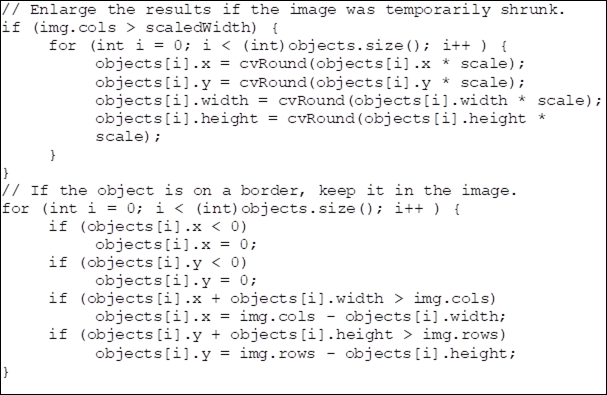 // Enlarge the results if the image was temporarily shrunk.
if (img.cols > scaledWidth) {
    for (int i = 0; i < (int)objects.size(); i++ ) {
        objects[i].x = cvRound(objects[i].x * scale);
        objects[i].y = cvRound(objects[i].y * scale);
        objects[i].width = cvRound(objects[i].width * scale);
        objects[i].height = cvRound(objects[i].height *
        scale);
    }
}
// If the object is on a border, keep it in the image.
for (int i = 0; i < (int)objects.size(); i++ ) {
    if (objects[i].x < 0)
        objects[i].x = 0;
    if (objects[i].y < 0)
        objects[i].y = 0;
    if (objects[i].x + objects[i].width > img.cols)
        objects[i].x = img.cols - objects[i].width;
    if (objects[i].y + objects[i].height > img.rows)
        objects[i].y = img.rows - objects[i].height;
}